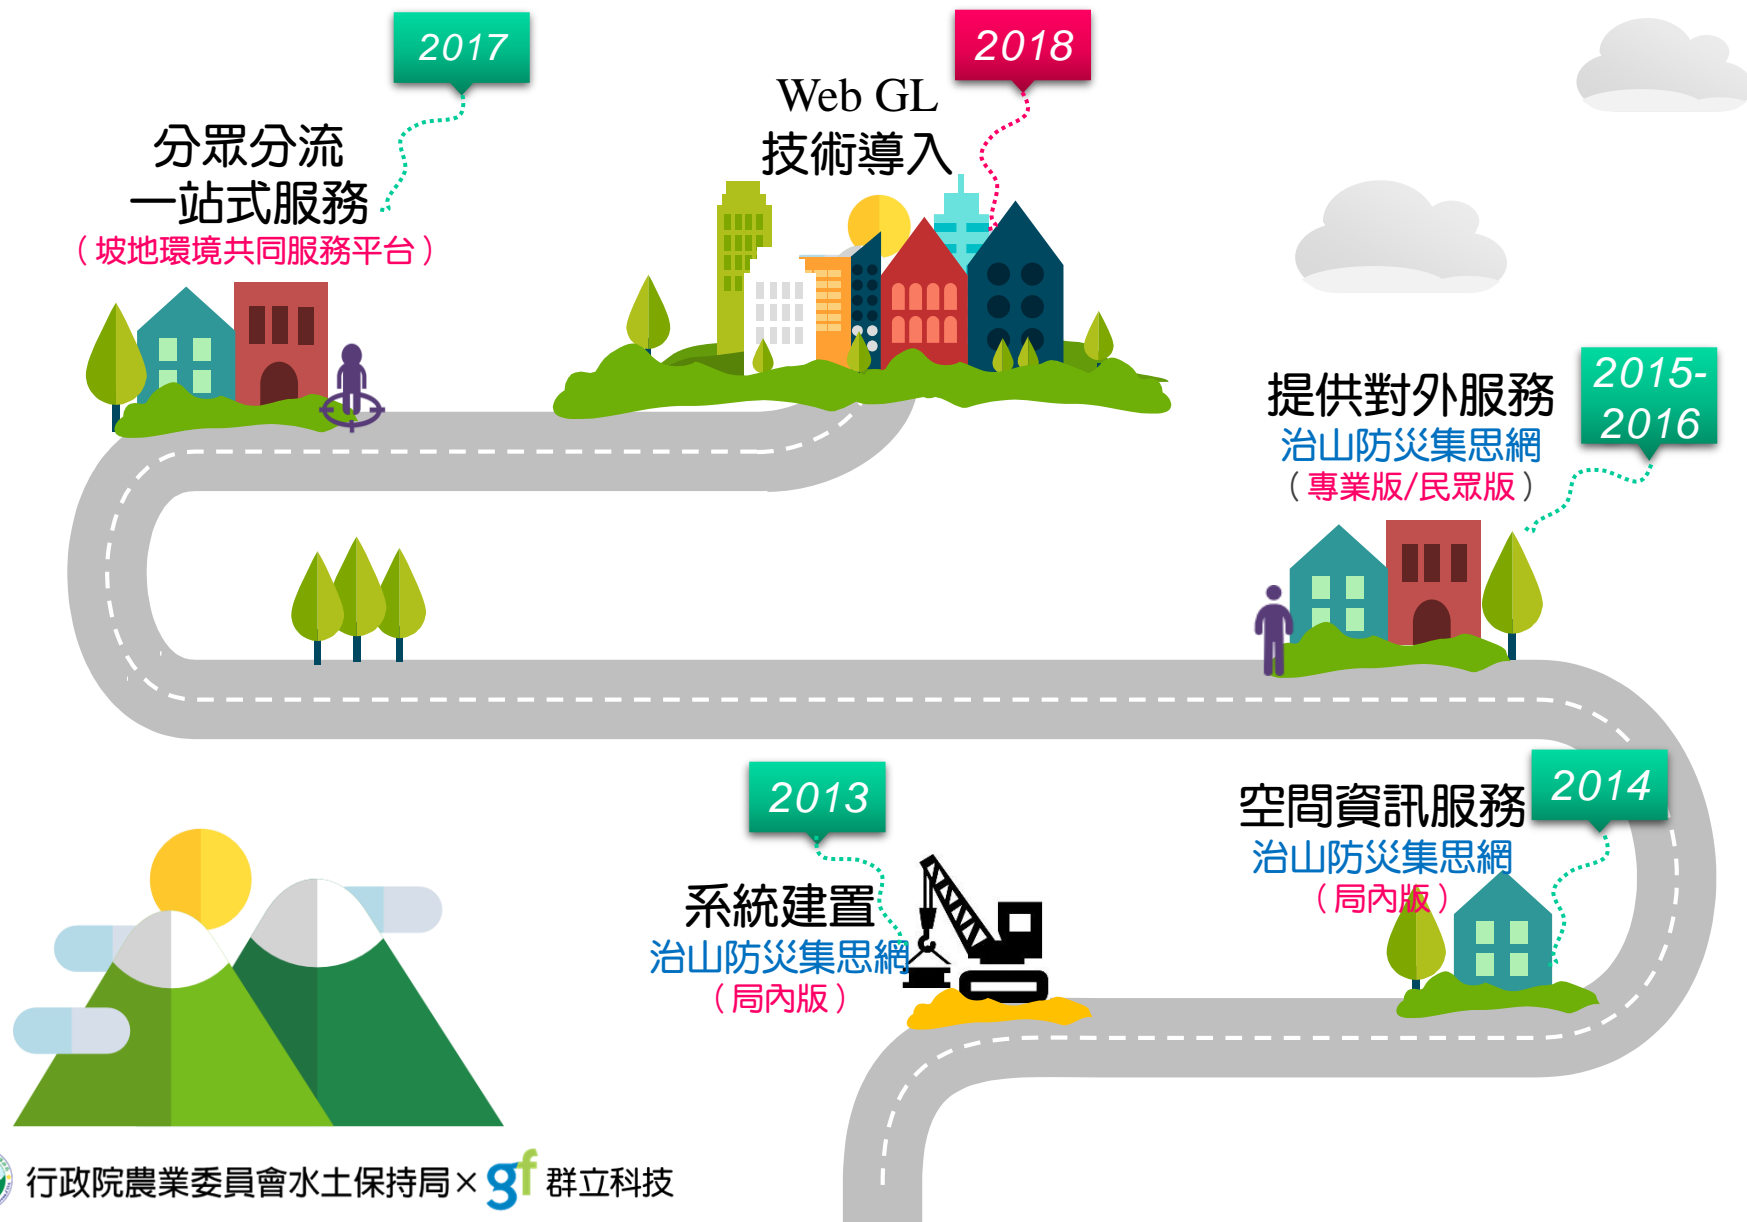 2017
分眾分流
一站式服務
（坡地環境共同服務平台）
2018
Web GL
技術導入
2015-
2016
提供對外服務
治山防災集思網
（專業版/民眾版）
2013
系統建置
治山防災集思網
（局內版）
2014
空間資訊服務
治山防災集思網
（局內版）
行政院農業委員會水土保持局×gf 群立科技